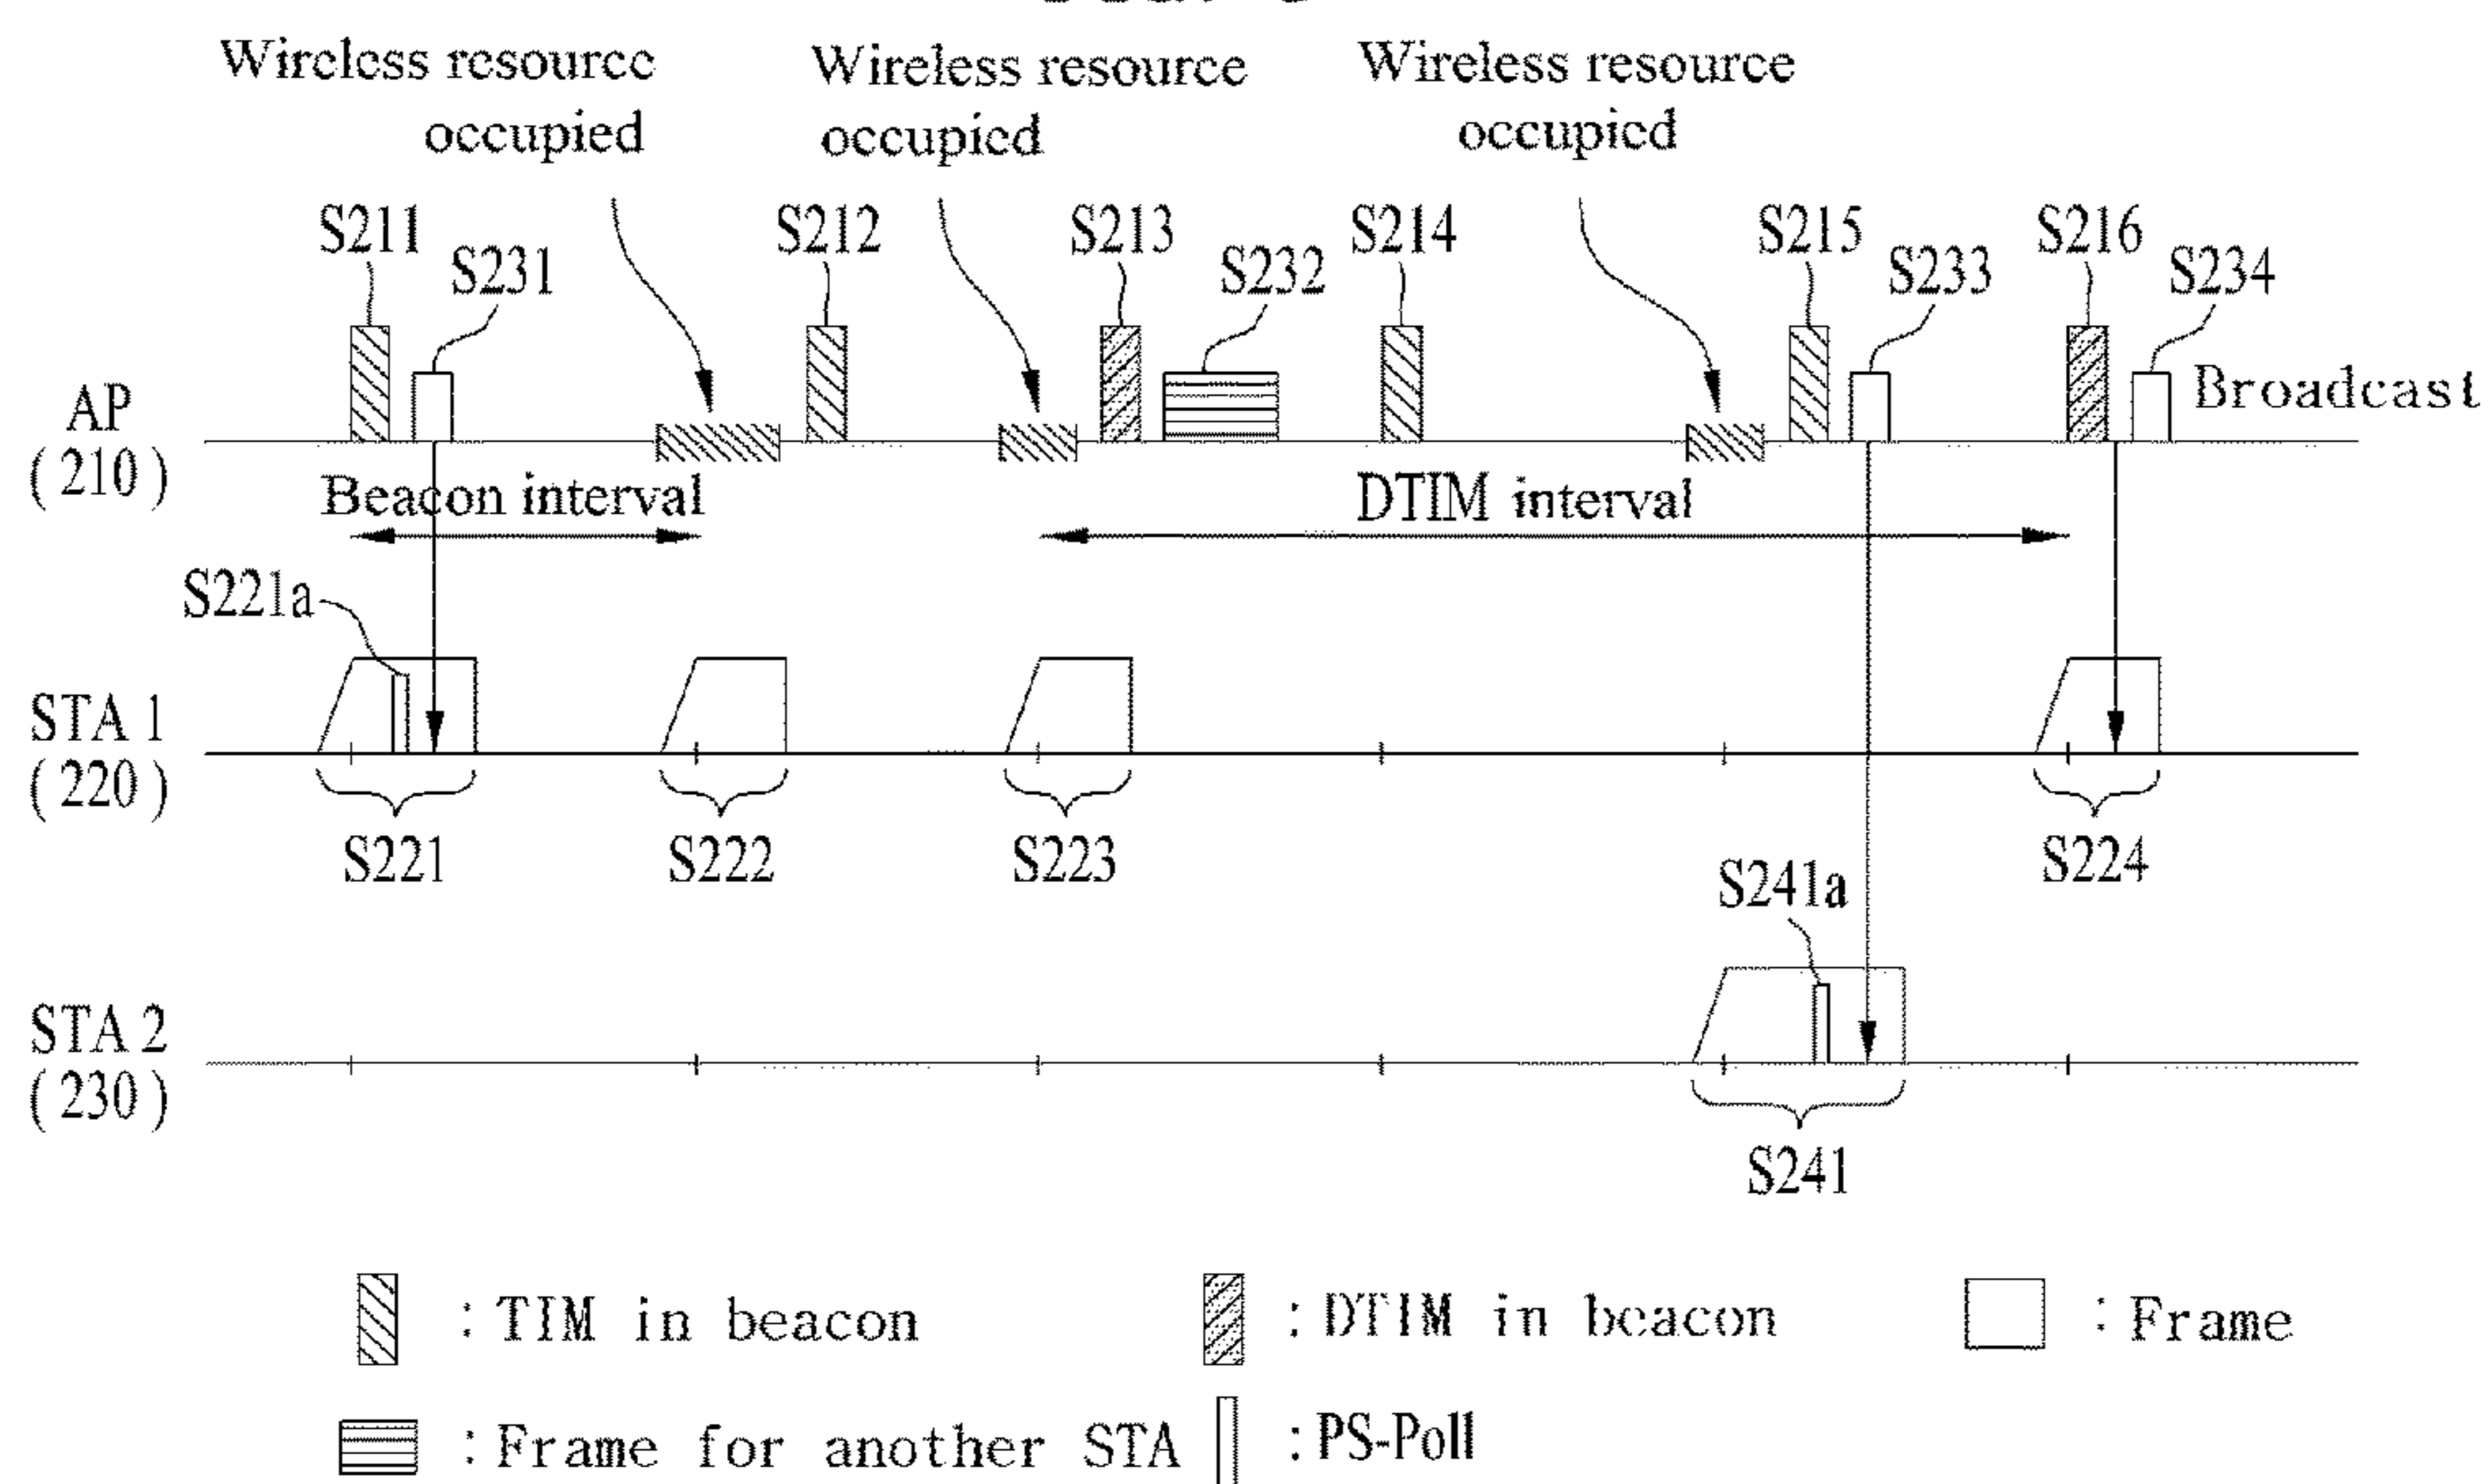 Wireless resource
occupied
Wireless resource
occupied
Wireless resource
occupied
S211
S231
S212
S213
S232
S214
S215
S233
S216
S234
Broadcast
AP
(210)
Beacon interval
DTIM interval
S221a
STA 1
(220)
S221
S222
S223
S224
S241a
STA 2
(230)
S241
: TIM in beacon
: DTIM in beacon
: Frame
: Frame for another STA
: PS-Poll